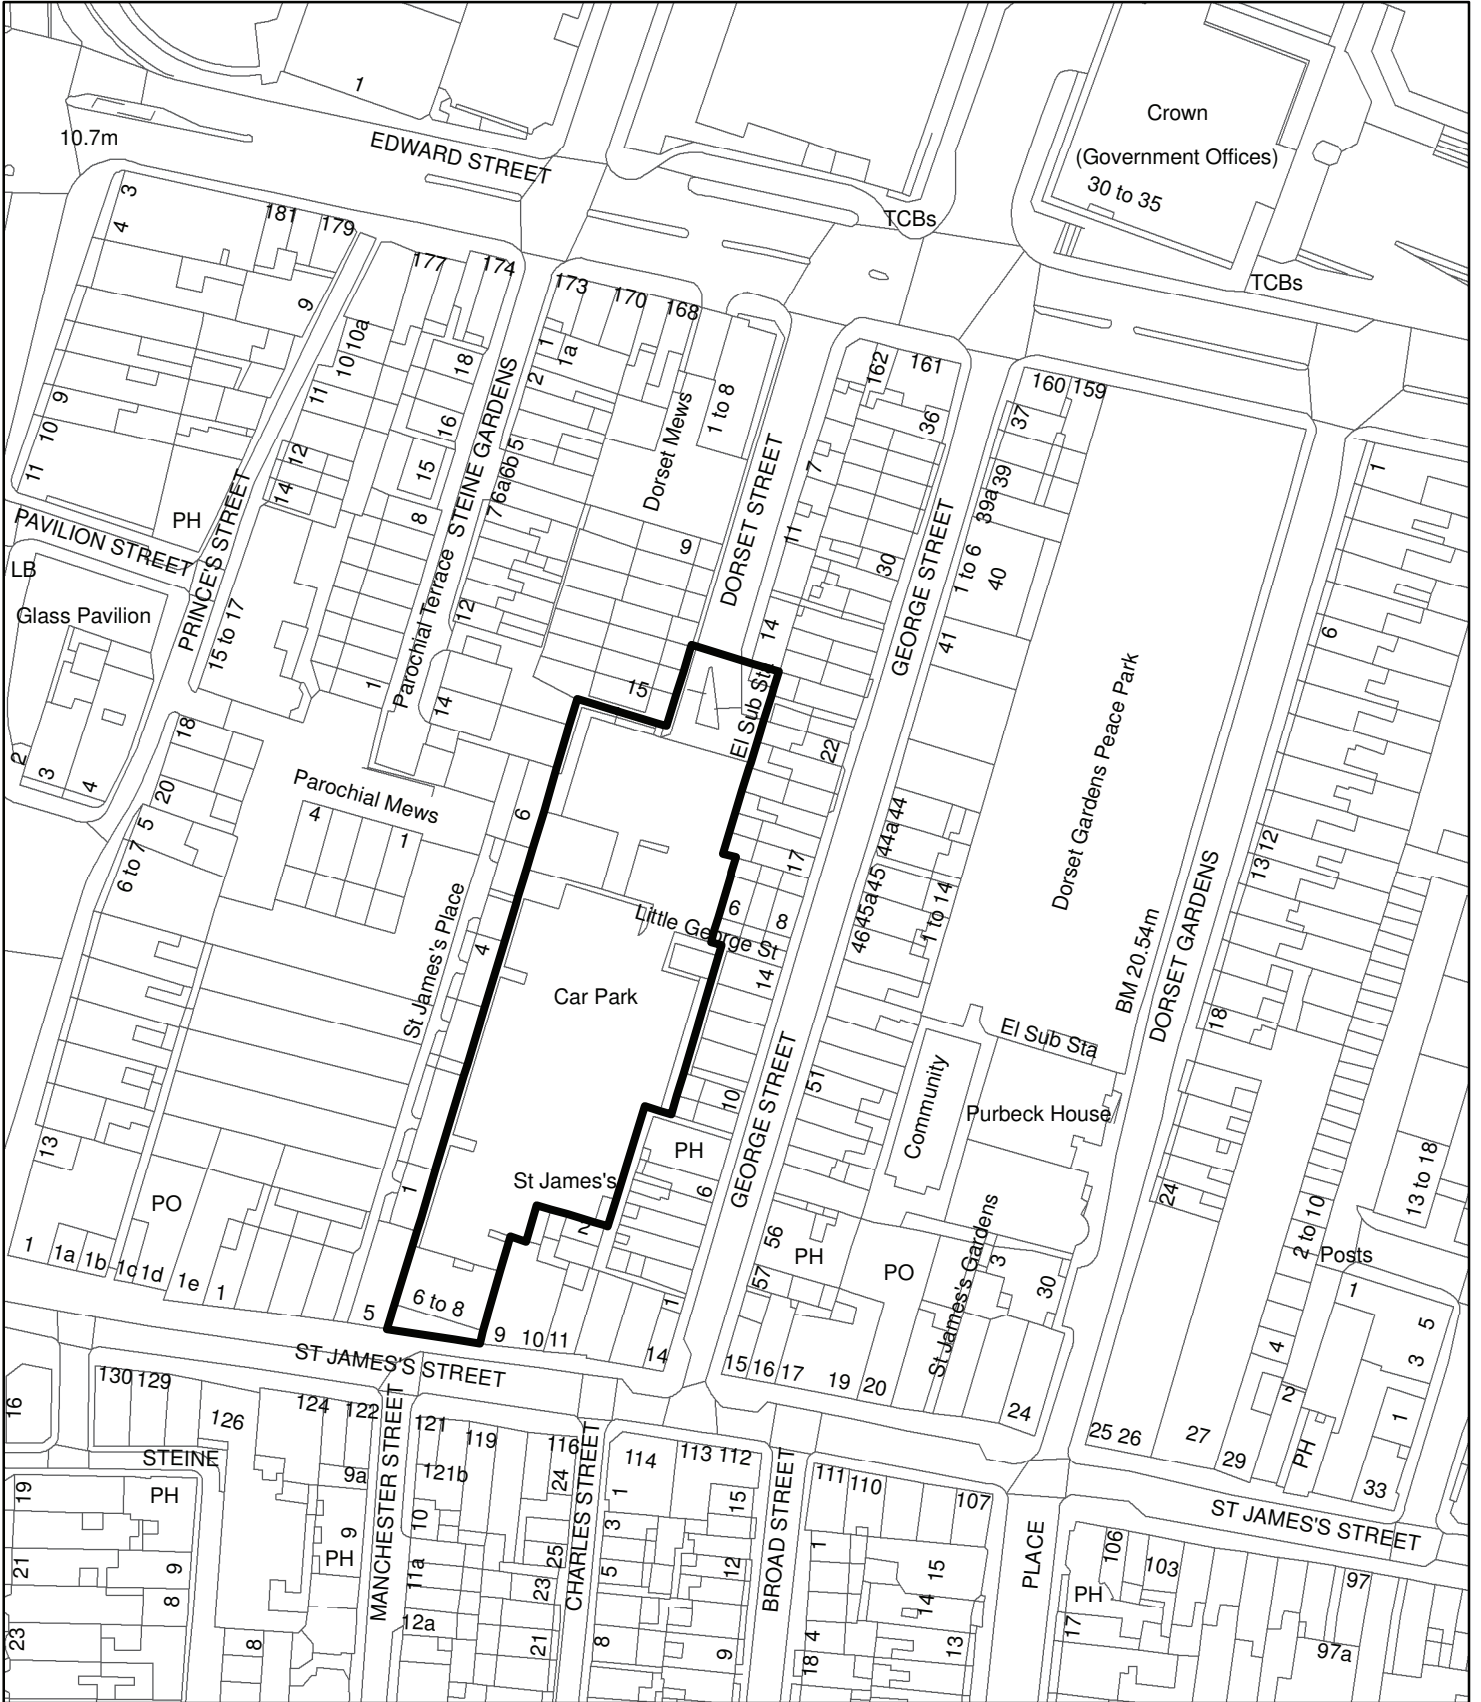 1
EDWARD STREET
10.7m
Crown
(Government Offices)
30 to 35
TCBs
TCBs
3
4
181
179
9
177
174
173
170
168
10a
10
11
18
16
15
12
14
1
1a
2
5
6b
6a
7
STEINE GARDENS
Dorset Mews
1 to 8
DORSET STREET
162
161
36
160
159
37
39
39a
9
10
11
PAVILION STREET
PH
PRINCE'S STREET
LB
Glass Pavilion
15 to 17
8
Parochial Terrace
12
9
7
11
30
14
GEORGE STREET
1 to 6
40
41
1
6
1
14
15
El Sub Sta
22
Dorset Gardens Peace Park
2
3
4
18
20
5
6 to 7
Parochial Mews
4
1
6
17
44
44a
45
45a
46
1 to 14
12
13
DORSET GARDENS
St James's Place
4
Little George St
6
8
14
Car Park
BM 20.54m
18
El Sub Sta
10
51
Community
Purbeck House
GEORGE STREET
13
PO
1
St James's
PH
6
2
24
13 to 18
2 to 10
Posts
1
1a
1b
1c
1d
1e
1
5
6 to 8
9
10
11
14
1
56
57
PH
PO
St James's Gardens
3
30
1
5
3
4
2
1
ST JAMES'S STREET
15
16
17
19
20
24
25
26
27
29
PH
33
16
130
129
126
124
122
121
119
116
114
113
112
111
110
107
STEINE
9a
121b
24
1
15
19
PH
9
PH
MANCHESTER STREET
10
11a
12a
25
23
21
CHARLES STREET
3
5
8
12
9
BROAD STREET
1
4
18
15
14
13
PLACE
ST JAMES'S STREET
106
103
PH
17
97
97a
21
23
9
8
8